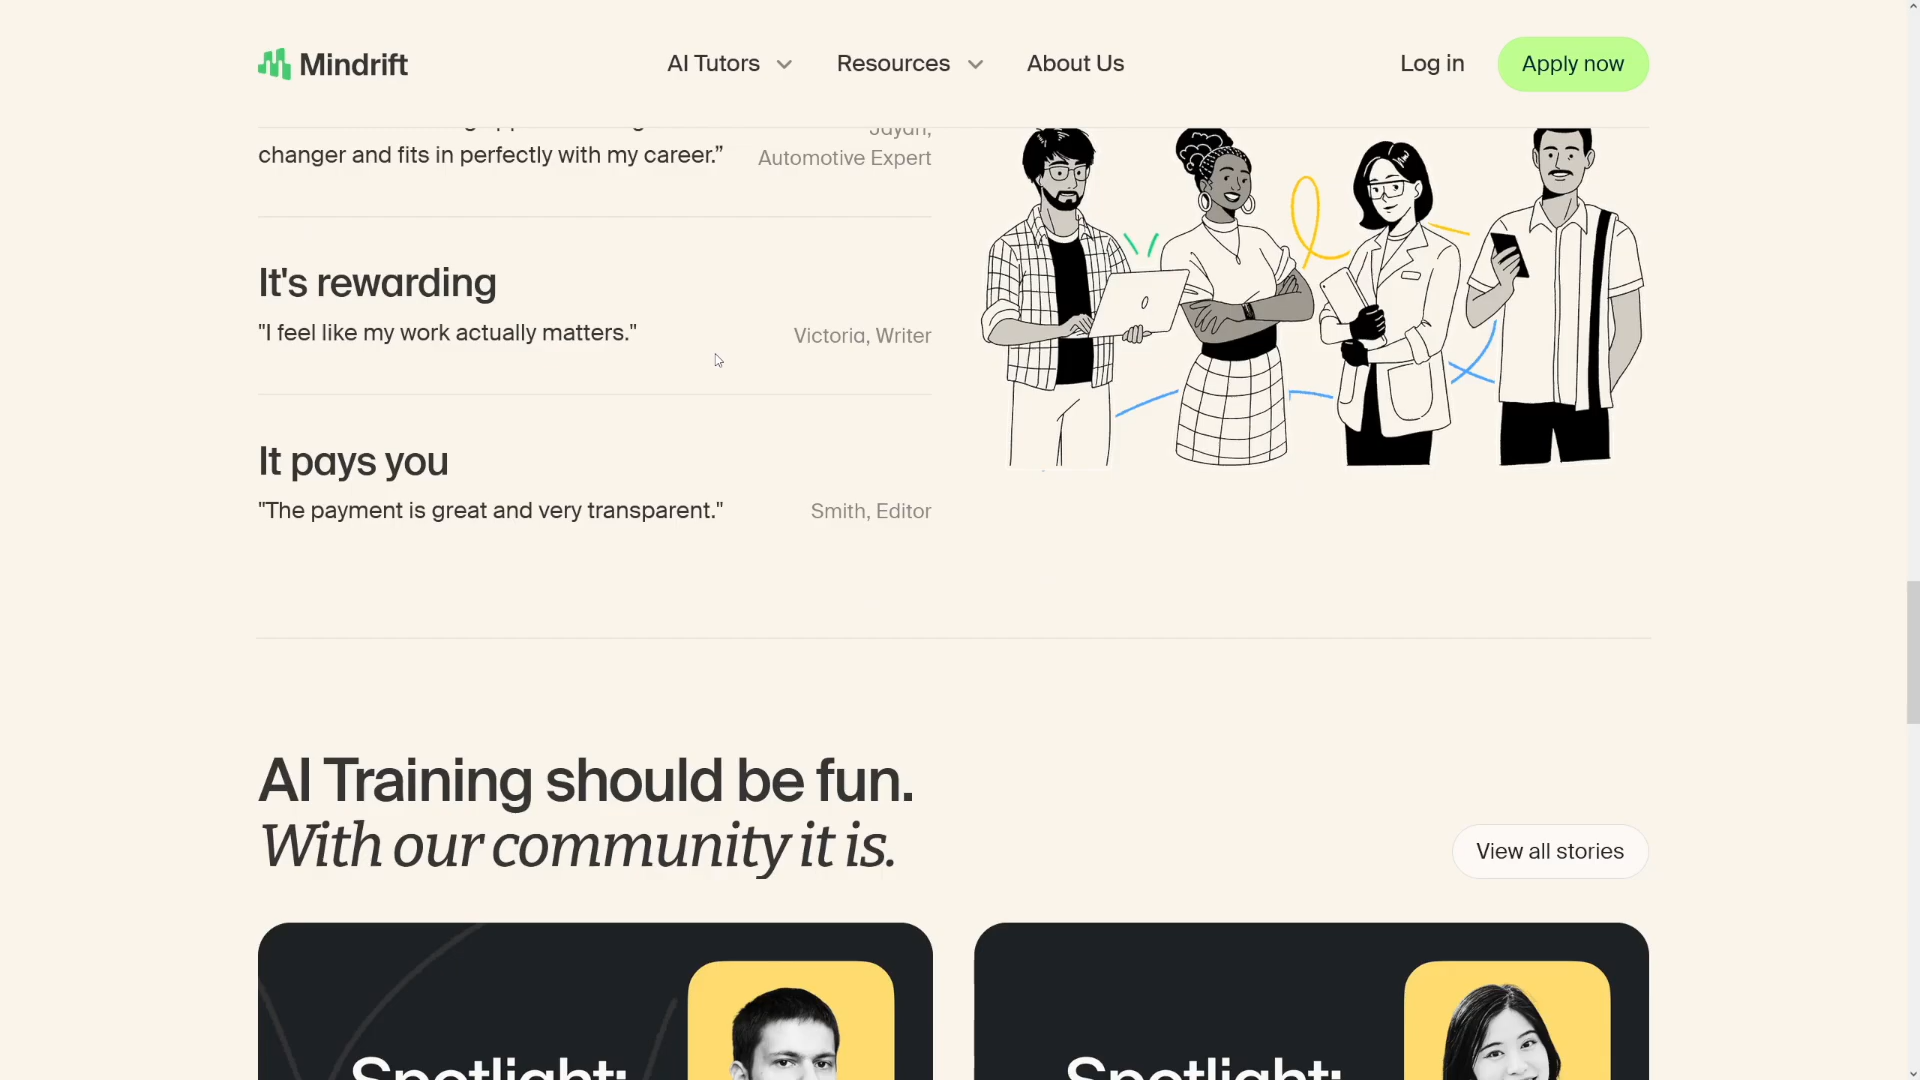 Mindrift
AI Tutors
Resources
About Us
Log in
Apply now
changer and fits in perfectly with my career.”
Automotive Expert
It's rewarding
"I feel like my work actually matters."
Victoria, Writer
It pays you
"The payment is great and very transparent."
Smith, Editor
AI Training should be fun.
With our community it is.
View all stories
Spotlight:
Spotlight: